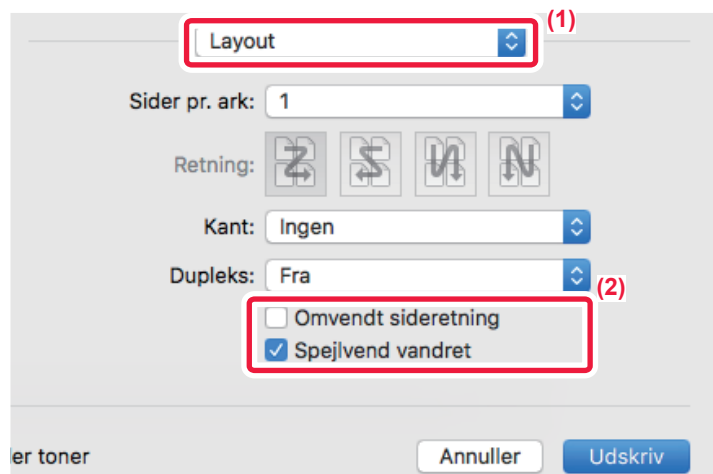 (1)
Layout
Sider pr. ark: 1
Retning:
Kant: Ingen
Dupleks: Fra
(2)
Omvendt sideretning
Spejlvend vandret
er toner Annuller Udskriv